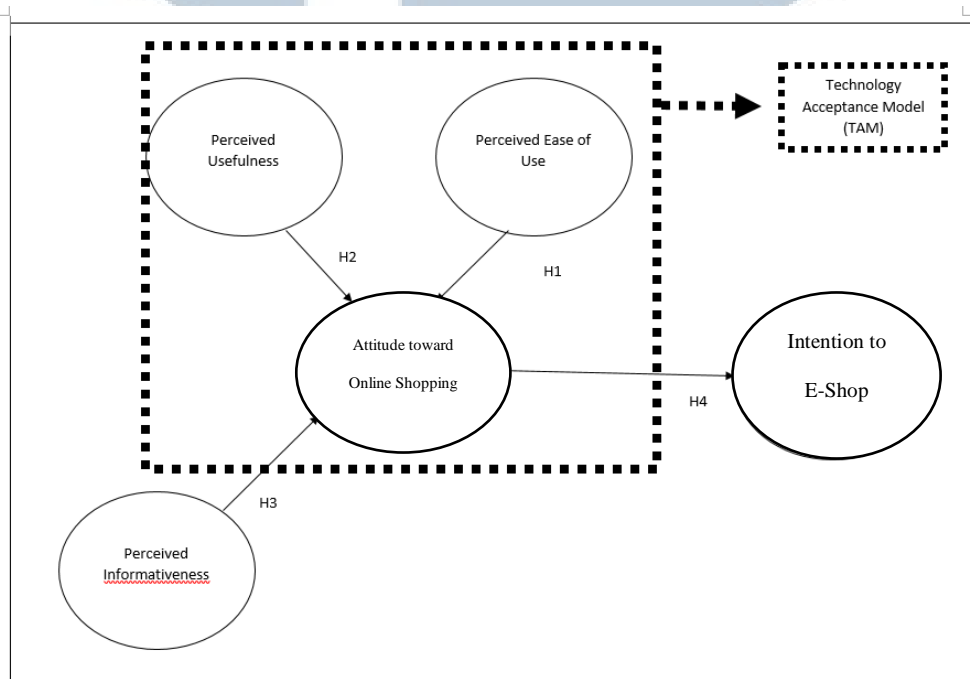 Perceived
Usefulness
Perceived Ease of
Use
Technology
Acceptance Model
(TAM)
H2
H1
Attitude toward
Online Shopping
Intention to
E-Shop
H4
H3
Perceived
Informativeness